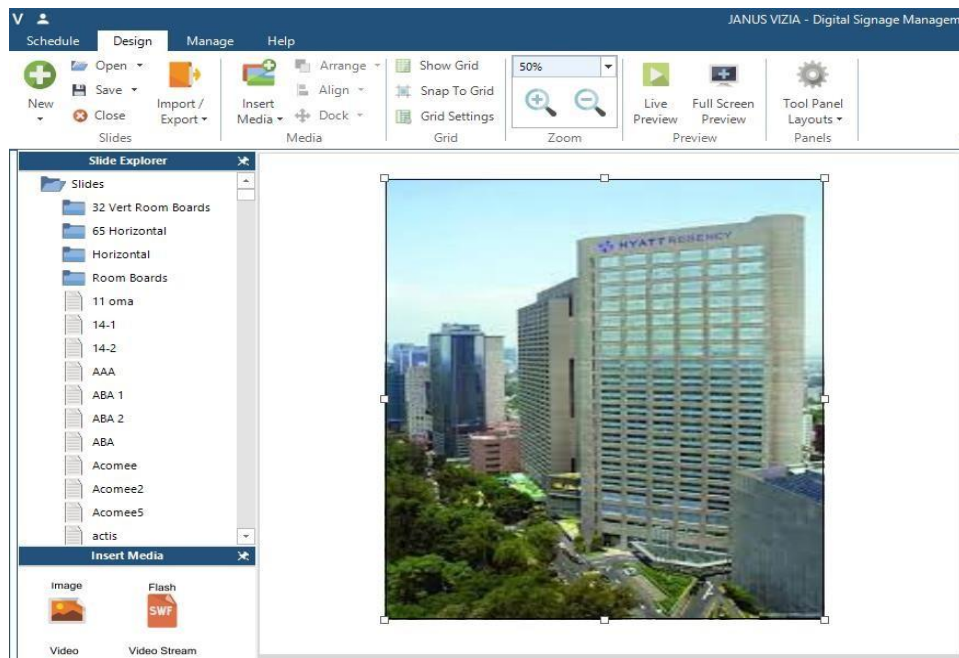 V
JANUS VIZIA - Digital Signage Managem
Schedule Design Manage Help
New
Open
Save
Close
Import / Export
Slides
Insert Media
Arrange
Align
Dock
Media
Show Grid
Snap To Grid
Grid Settings
Grid
50%
Zoom
Live Preview
Full Screen Preview
Preview
Tool Panel Layouts
Panels
Slide Explorer
Slides
32 Vert Room Boards
65 Horizontal
Horizontal
Room Boards
11 oma
14-1
14-2
AAA
ABA 1
ABA 2
ABA
Acomee
Acomee2
Acomee5
actis
Insert Media
Image Flash
SWF
Video Video Stream
HYATT REGENCY